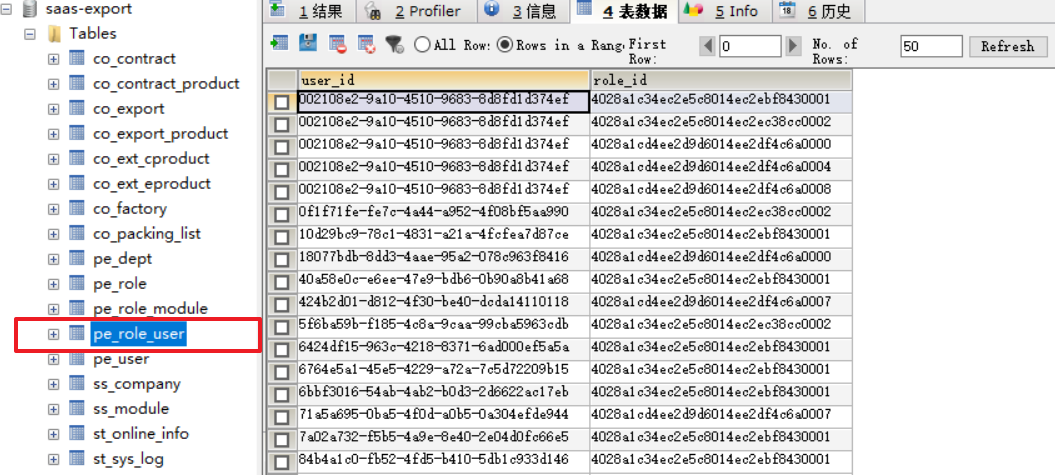 saas-export
Tables
co_contract
co_contract_product
co_export
co_export_product
co_ext_cproduct
co_ext_eproduct
co_factory
co_packing_list
pe_dept
pe_role
pe_role_module
pe_role_user
pe_user
ss_company
ss_module
st_online_info
st_sys_log
1 结果 2 Profiler 3 信息 4 表数据 5 Info 6 历史
All Row: Rows in a Rang. First Row: 0 No. of Rows: 50 Refresh
user_id role_id
002108e2-9a10-4510-9683-8d8fd1d374ef 4028a1c34ec2e5c8014ec2ebf8430001
002108e2-9a10-4510-9683-8d8fd1d374ef 4028a1c34ec2e5c8014ec2ec38cc0002
002108e2-9a10-4510-9683-8d8fd1d374ef 4028a1cd4ee2d9d6014ee2df4c6a0000
002108e2-9a10-4510-9683-8d8fd1d374ef 4028a1cd4ee2d9d6014ee2df4c6a0004
002108e2-9a10-4510-9683-8d8fd1d374ef 4028a1cd4ee2d9d6014ee2df4c6a0008
0f1f71fe-fe7c-4a44-a952-4f08bf5aa990 4028a1c34ec2e5c8014ec2ec38cc0002
10d29bc9-78c1-4831-a21a-4fcfea7d87ce 4028a1c34ec2e5c8014ec2ebf8430001
18077bdb-8dd3-4aae-95a2-078c963f8416 4028a1c34ec2e5c8014ec2ebf8430001
40a58e0c-e6ee-47e9-bdb6-0b90a8b41a68 4028a1c34ec2e5c8014ec2ebf8430001
424b2d01-d812-4f30-be40-dcda14110118 4028a1cd4ee2d9d6014ee2df4c6a0007
5f6ba59b-f185-4c8a-9caa-99cba5963cdb 4028a1c34ec2e5c8014ec2ec38cc0002
6424df15-963c-4218-8371-6ad000ef5a5a 4028a1c34ec2e5c8014ec2ebf8430001
6764e5a1-45e5-4229-a72a-7c5d72209b15 4028a1c34ec2e5c8014ec2ebf8430001
6bbf3016-54ab-4ab2-b0d3-2d6622ac17eb 4028a1c34ec2e5c8014ec2ebf8430001
71a5a695-0ba5-4f0d-a0b5-0a304efde944 4028a1cd4ee2d9d6014ee2df4c6a0007
7a02a732-f5b5-4a9e-8e40-2e04d0fc66e5 4028a1c34ec2e5c8014ec2ebf8430001
84b4a1c0-fb52-4fd5-b410-5db1c933d146 4028a1c34ec2e5c8014ec2ebf8430001